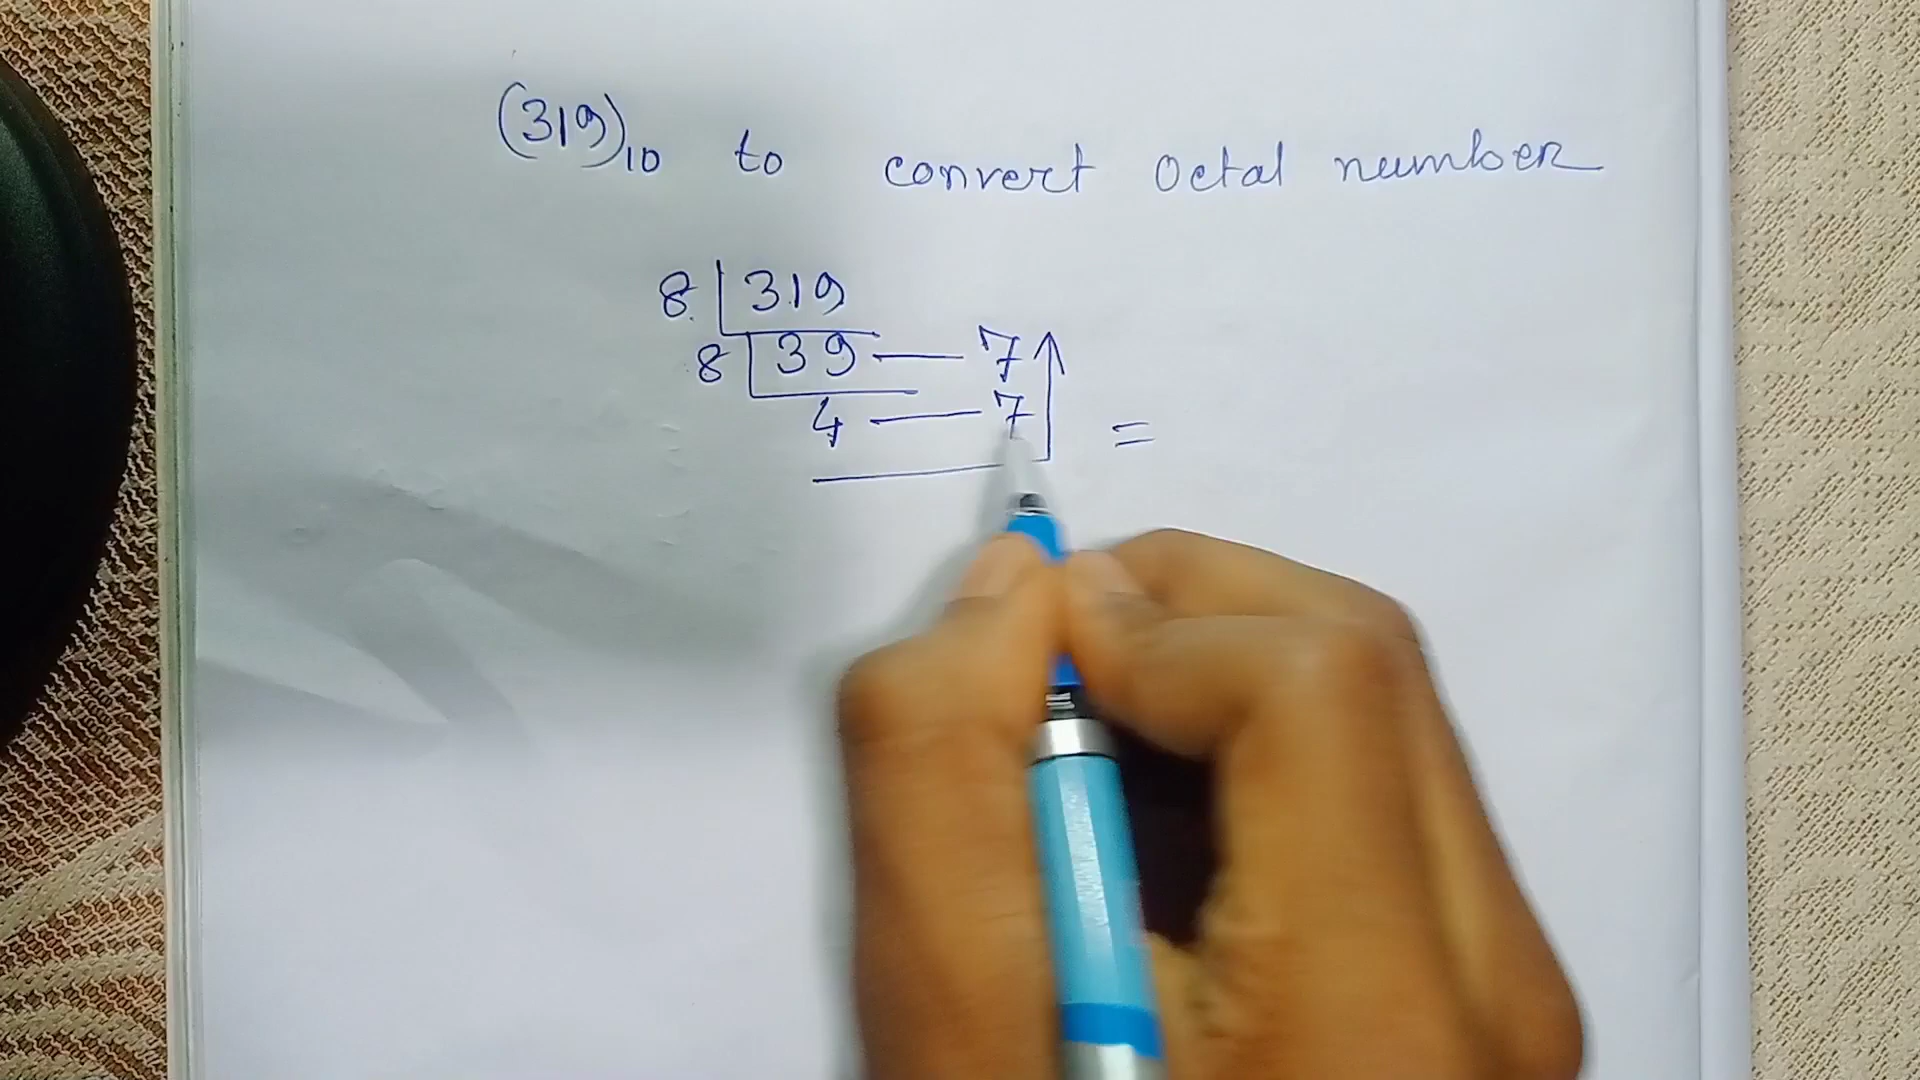 (319)10 to convert Octal number
8 319
8 39 — 7
4 — 7 =